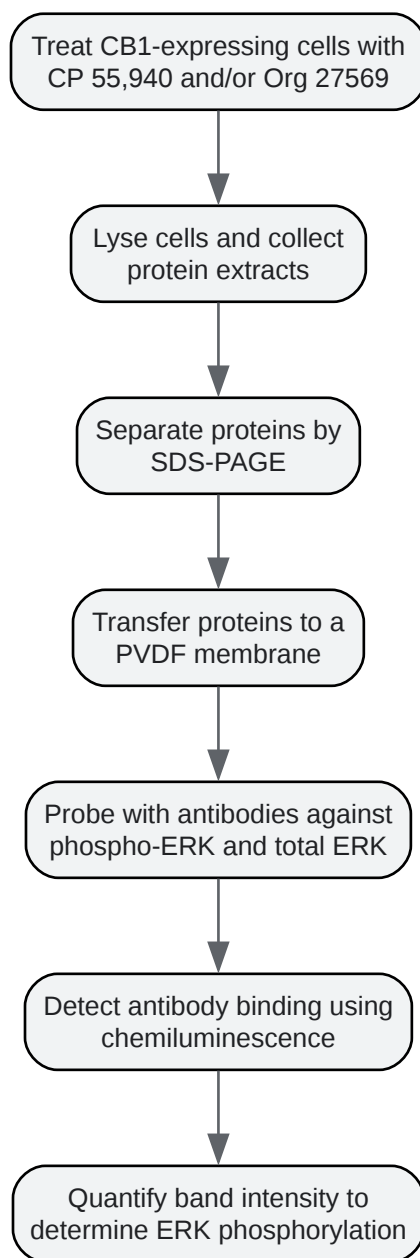 Treat CB1-expressing cells with
CP 55,940 and/or Org 27569
Lyse cells and collect
protein extracts
Separate proteins by
SDS-PAGE
Transfer proteins to a
PVDF membrane
Probe with antibodies against
phospho-ERK and total ERK
Detect antibody binding using
chemiluminescence
Quantify band intensity to
determine ERK phosphorylation